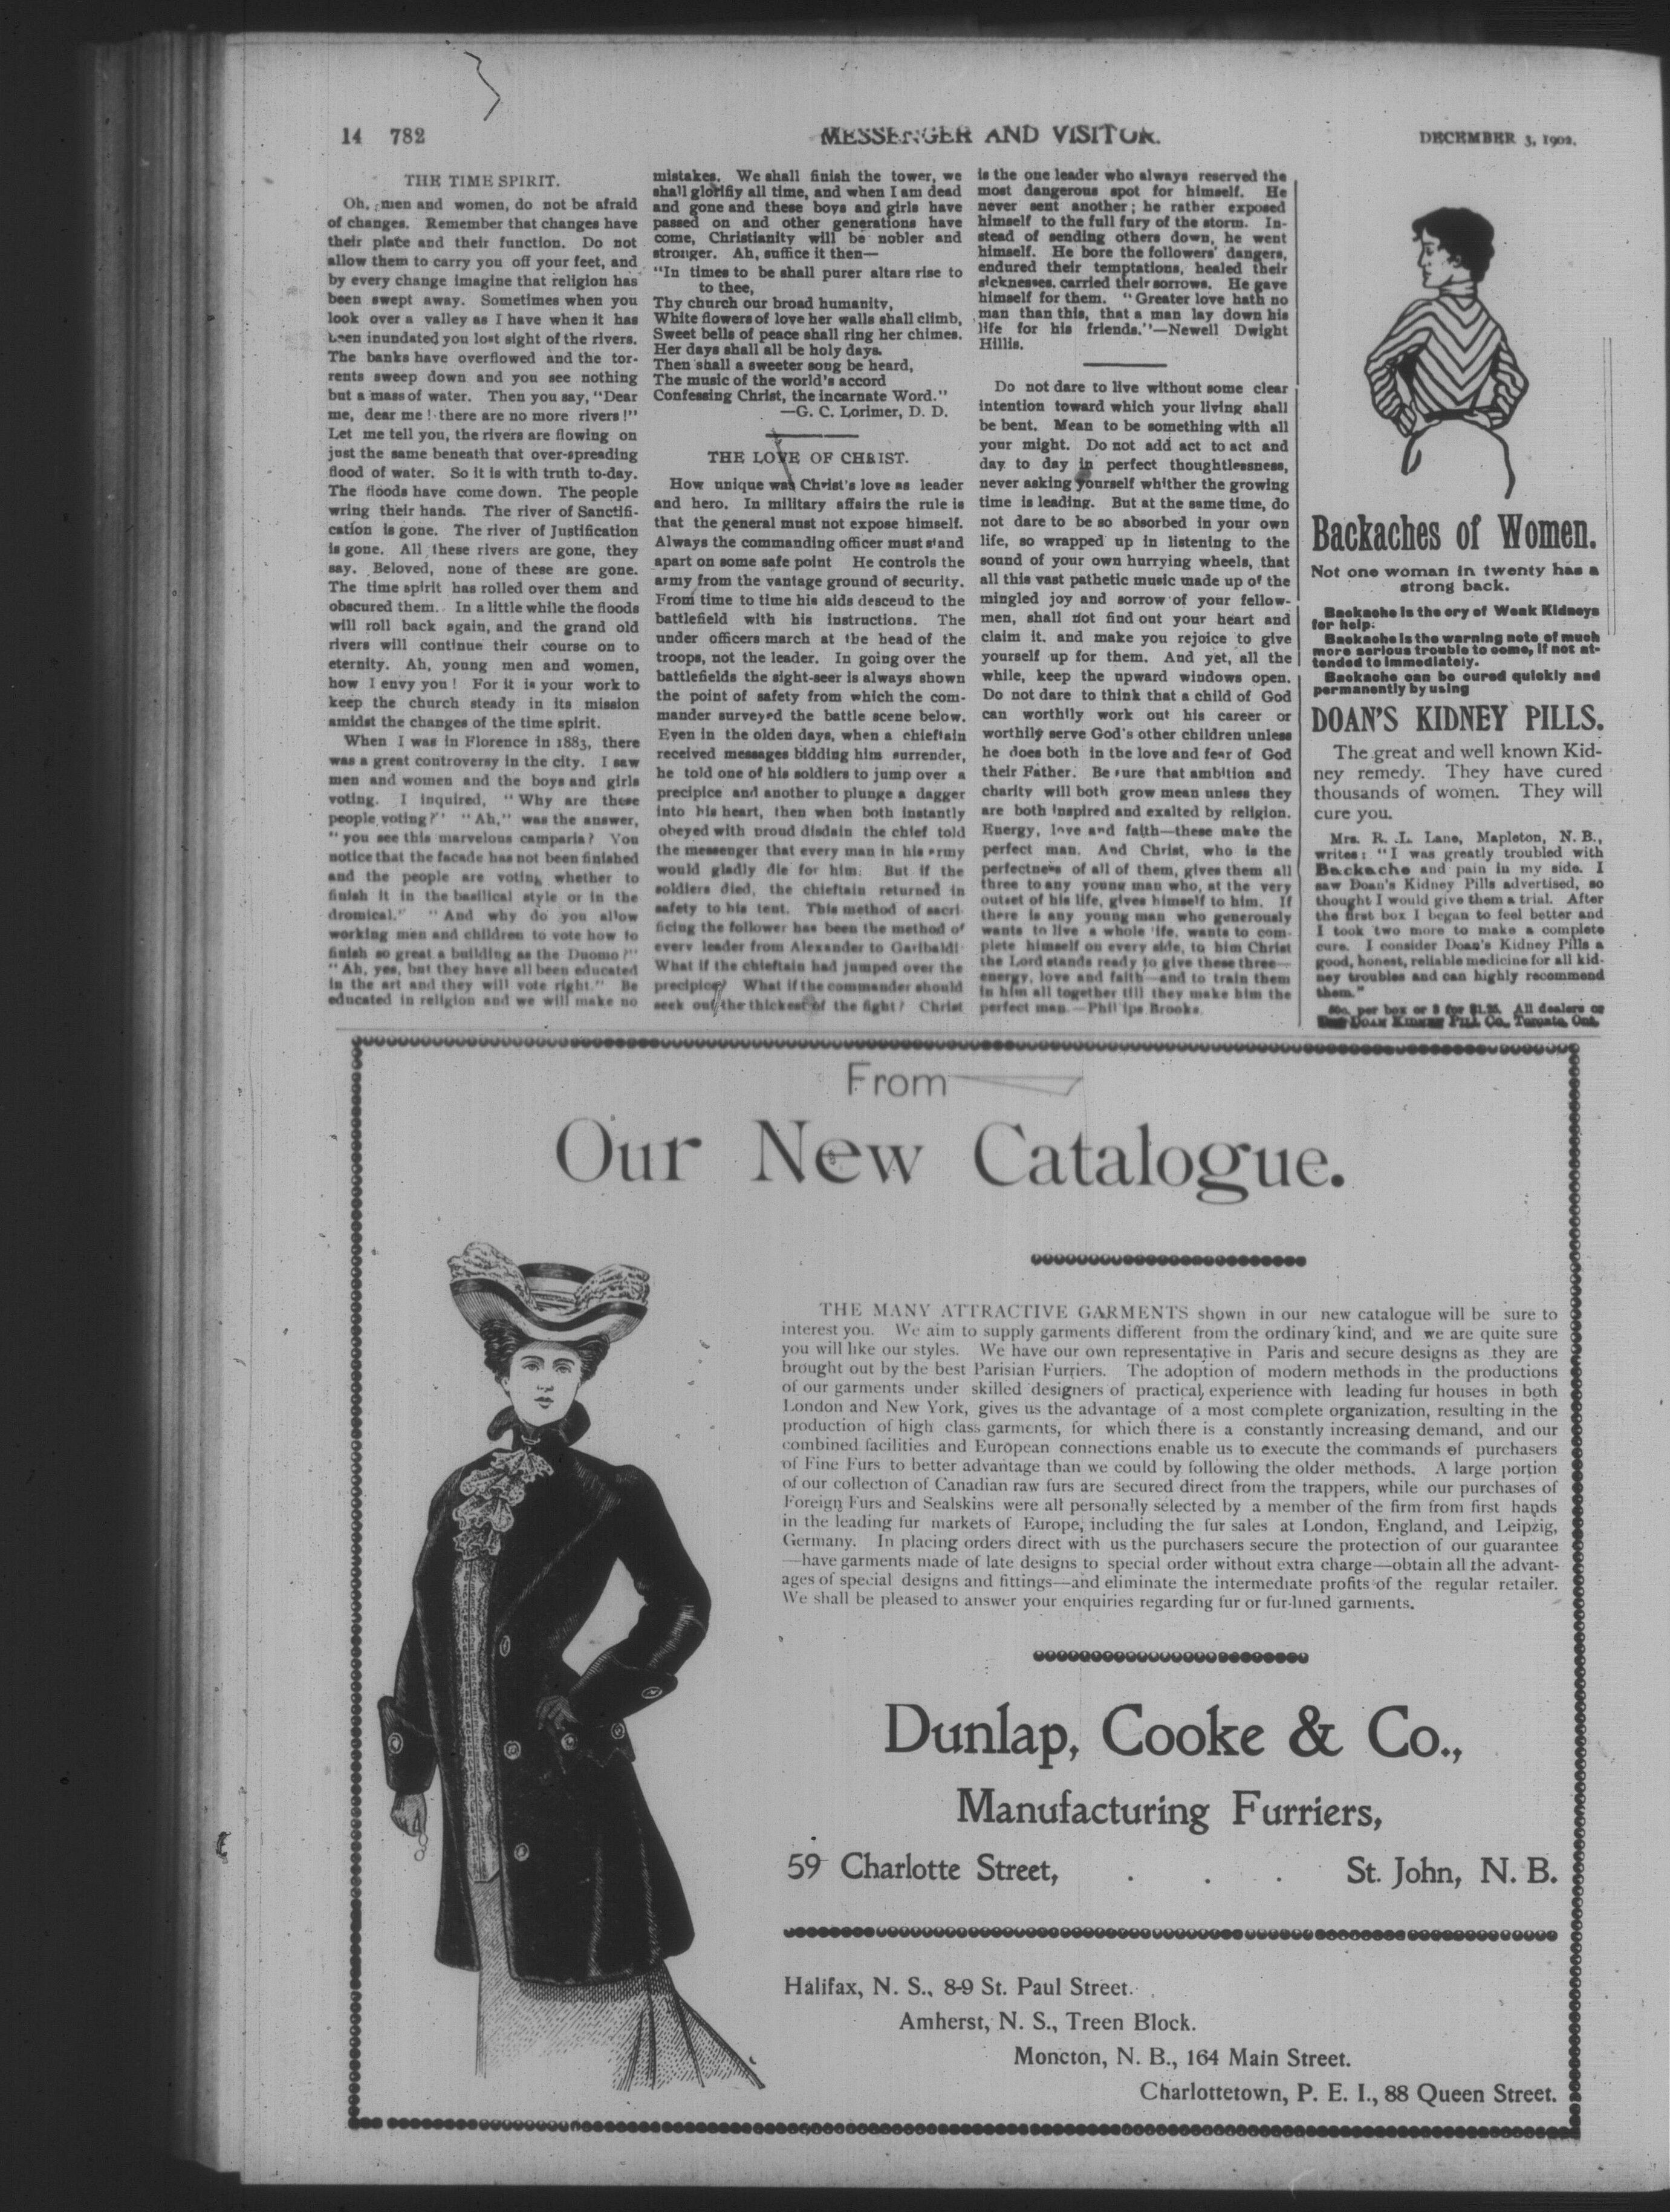 14 782
MESSENGER AND VISITOR.
DECEMBER 3, 1902.
THE TIME SPIRIT.
Oh, men and women, do not be afraid
of changes. Remember that changes have
their place and their function. Do not
allow them to carry you off your feet, and
by every change imagine that religion has
been swept away. Sometimes when you
look over a valley as I have when it has
been inundated you lost sight of the rivers.
The banks have overflowed and the tor-
rents sweep down and you see nothing
but a mass of water. Then you say, "Dear
me, dear me! there are no more rivers!"
Let me tell you, the rivers are flowing on
just the same beneath that over-spreading
flood of water. So it is with truth to-day.
The floods have come down. The people
wring their hands. The river of Sanctifi-
cation is gone. The river of Justification
is gone. All these rivers are gone, they
say. Beloved, none of these are gone.
The time spirit has rolled over them and
obscured them. In a little while the floods
will roll back again, and the grand old
rivers will continue their course on to
eternity. Ah, young men and women,
how I envy you! For it is your work to
keep the church steady in its mission
amidst the changes of the time spirit.
When I was in Florence in 1883, there
was a great controversy in the city. I saw
men and women and the boys and girls
voting. I inquired, "Why are these
people voting?" "Ah," was the answer,
"you see this marvelous camparia? You
notice that the facade has not been finished
and the people are voting whether to
finish it in the basilical style or in the
dromical." "And why do you allow
working men and children to vote how to
finish so great a building as the Duomo?"
"Ah, yes, but they have all been educated
in the art and they will vote right." Be
educated in religion and we will make no
mistakes. We shall finish the tower, we
shall glorifiy all time, and when I am dead
and gone and these boys and girls have
passed on and other generations have
come, Christianity will be nobler and
stronger. Ah, suffice it then—
"In times to be shall purer altars rise to
to thee,
Thy church our broad humanity,
White flowers of love her walls shall climb,
Sweet bells of peace shall ring her chimes.
Her days shall all be holy days.
Then shall a sweeter song be heard,
The music of the world's accord
Confessing Christ, the incarnate Word."
—G. C. Lorimer, D. D.
THE LOVE OF CHRIST.
How unique was Christ's love as leader
and hero. In military affairs the rule is
that the general must not expose himself.
Always the commanding officer must stand
apart on some safe point He controls the
army from the vantage ground of security.
From time to time his aids descend to the
battlefield with his instructions. The
under officers march at the head of the
troops, not the leader. In going over the
battlefields the sight-seer is always shown
the point of safety from which the com-
mander surveyed the battle scene below.
Even in the olden days, when a chieftain
received messages bidding him surrender,
he told one of his soldiers to jump over a
precipice and another to plunge a dagger
into his heart, then when both instantly
obeyed with proud disdain the chief told
the messenger that every man in his army
would gladly die for him. But if the
soldiers died, the chieftain returned in
safety to his tent. This method of sacri-
ficing the follower has been the method of
every leader from Alexander to Garibaldi
What if the chieftain had jumped over the
precipice? What if the commander should
seek out the thickest of the fight? Christ
is the one leader who always reserved the
most dangerous spot for himself. He
never sent another; he rather exposed
himself to the full fury of the storm. In-
stead of sending others down, he went
himself. He bore the followers' dangers,
endured their temptations, healed their
sicknesses, carried their sorrows. He gave
himself for them. "Greater love hath no
man than this, that a man lay down his
life for his friends."—Newell Dwight
Hillis.
Do not dare to live without some clear
intention toward which your living shall
be bent. Mean to be something with all
your might. Do not add act to act and
day to day in perfect thoughtlessness,
never asking yourself whither the growing
time is leading. But at the same time, do
not dare to be so absorbed in your own
life, so wrapped up in listening to the
sound of your own hurrying wheels, that
all this vast pathetic music made up of the
mingled joy and sorrow of your fellow-
men, shall not find out your heart and
claim it, and make you rejoice to give
yourself up for them. And yet, all the
while, keep the upward windows open.
Do not dare to think that a child of God
can worthily work out his career or
worthily serve God's other children unless
he does both in the love and fear of God
their Father. Be sure that ambition and
charity will both grow mean unless they
are both inspired and exalted by religion.
Energy, love and faith—these make the
perfect man. And Christ, who is the
perfectness of all of them, gives them all
three to any young man who, at the very
outset of his life, gives himself to him. If
there is any young man who generously
wants to live a whole life, wants to com-
plete himself on every side, to him Christ
the Lord stands ready to give these three—
energy, love and faith—and to train them
in him all together till they make him the
perfect man.—Phillips Brooks.
Backaches of Women.
Not one woman in twenty has a
strong back.
Backache is the cry of Weak Kidneys
for help.
Backache is the warning note of much
more serious trouble to come, if not at-
tended to immediately.
Backache can be cured quickly and
permanently by using
DOAN'S KIDNEY PILLS.
The great and well known Kid-
ney remedy. They have cured
thousands of women. They will
cure you.
Mrs. R. L. Lane, Mapleton, N. B.,
writes: "I was greatly troubled with
Backache and pain in my side. I
saw Doan's Kidney Pills advertised, so
thought I would give them a trial. After
the first box I began to feel better and
I took two more to make a complete
cure. I consider Doan's Kidney Pills a
good, honest, reliable medicine for all kid-
ney troubles and can highly recommend
them."
50c. per box or 3 for $1.25. All dealers or
THE DOAN KIDNEY PILL CO., Toronto, Ont.
From
Our New Catalogue.
THE MANY ATTRACTIVE GARMENTS shown in our new catalogue will be sure to
interest you. We aim to supply garments different from the ordinary kind, and we are quite sure
you will like our styles. We have our own representative in Paris and secure designs as they are
brought out by the best Parisian Furriers. The adoption of modern methods in the productions
of our garments under skilled designers of practical experience with leading fur houses in both
London and New York, gives us the advantage of a most complete organization, resulting in the
production of high class garments, for which there is a constantly increasing demand, and our
combined facilities and European connections enable us to execute the commands of purchasers
of Fine Furs to better advantage than we could by following the older methods. A large portion
of our collection of Canadian raw furs are secured direct from the trappers, while our purchases of
Foreign Furs and Sealskins were all personally selected by a member of the firm from first hands
in the leading fur markets of Europe, including the fur sales at London, England, and Leipzig,
Germany. In placing orders direct with us the purchasers secure the protection of our guarantee
—have garments made of late designs to special order without extra charge—obtain all the advant-
ages of special designs and fittings—and eliminate the intermediate profits of the regular retailer.
We shall be pleased to answer your enquiries regarding fur or fur-lined garments.
Dunlap, Cooke & Co.,
Manufacturing Furriers,
59 Charlotte Street, . . . St. John, N. B.
Halifax, N. S., 8-9 St. Paul Street.
Amherst, N. S., Treen Block.
Moncton, N. B., 164 Main Street.
Charlottetown, P. E. I., 88 Queen Street.